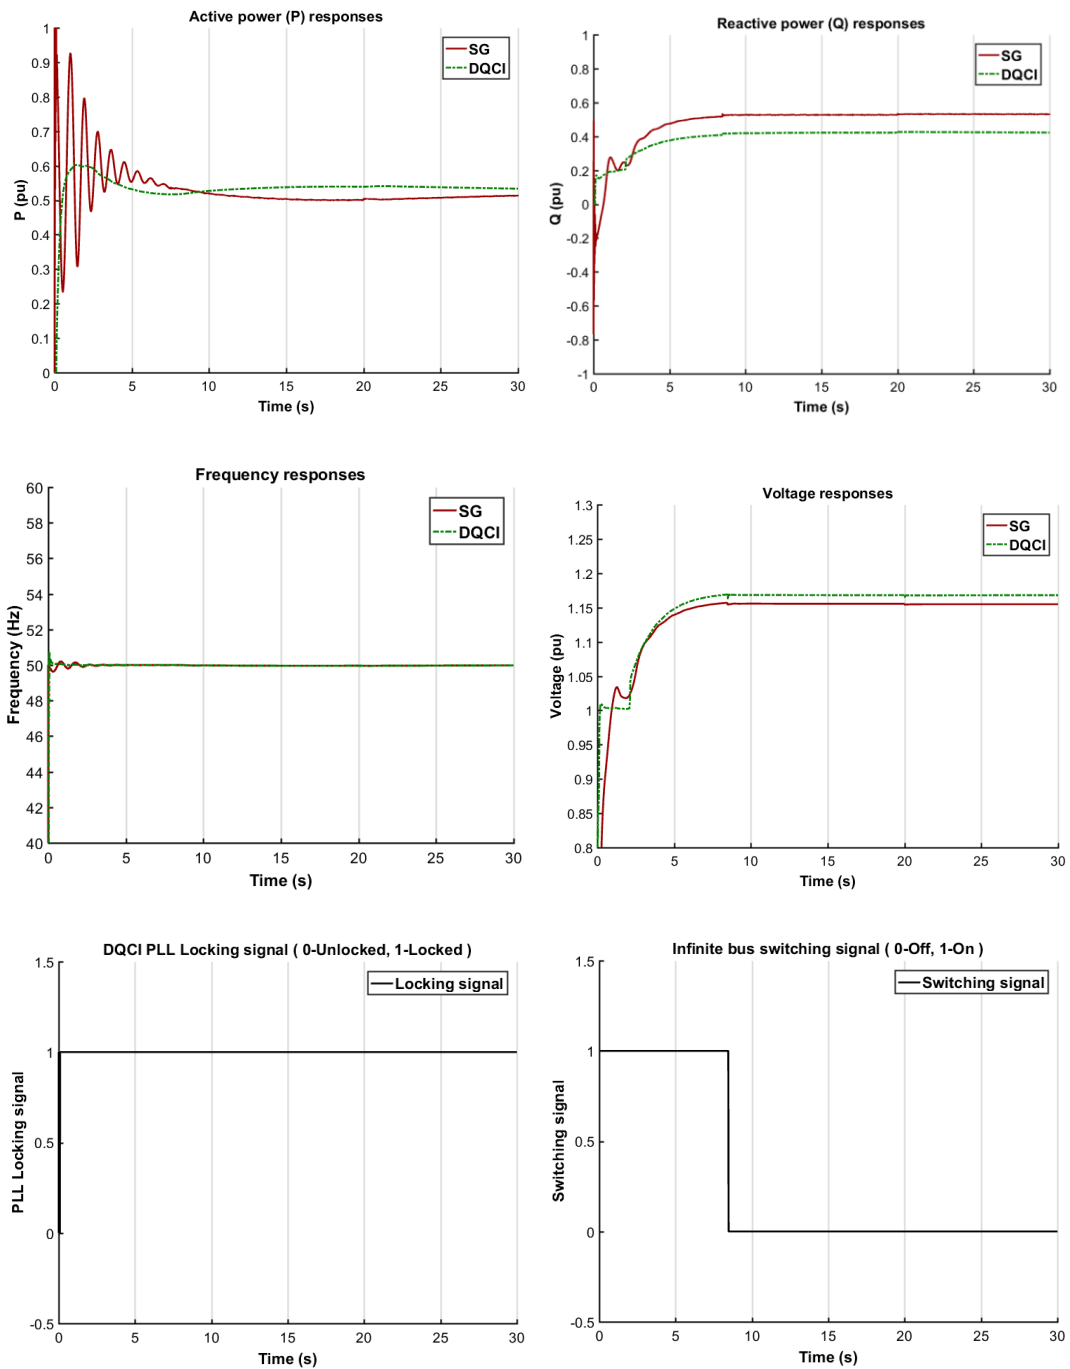 Active power (P) responses
1
0.9
0.8
0.7
0.6
0.5
0.4
0.3
0.2
0.1
0
P (pu)
SG
DQCI
0 5 10 15 20 25 30
Time (s)
Reactive power (Q) responses
1
0.8
0.6
0.4
0.2
0
-0.2
-0.4
-0.6
-0.8
-1
Q (pu)
SG
DQCI
0 5 10 15 20 25 30
Time (s)
Frequency responses
60
58
56
54
52
50
48
46
44
42
40
Frequency (Hz)
SG
DQCI
0 5 10 15 20 25 30
Time (s)
Voltage responses
1.3
1.25
1.2
1.15
1.1
1.05
1
0.95
0.9
0.85
0.8
Voltage (pu)
SG
DQCI
0 5 10 15 20 25 30
Time (s)
DQCI PLL Locking signal ( 0-Unlocked, 1-Locked )
1.5
1
0.5
0
-0.5
PLL Locking signal
Locking signal
0 5 10 15 20 25 30
Time (s)
Infinite bus switching signal ( 0-Off, 1-On )
1.5
1
0.5
0
-0.5
Switching signal
Switching signal
0 5 10 15 20 25 30
Time (s)